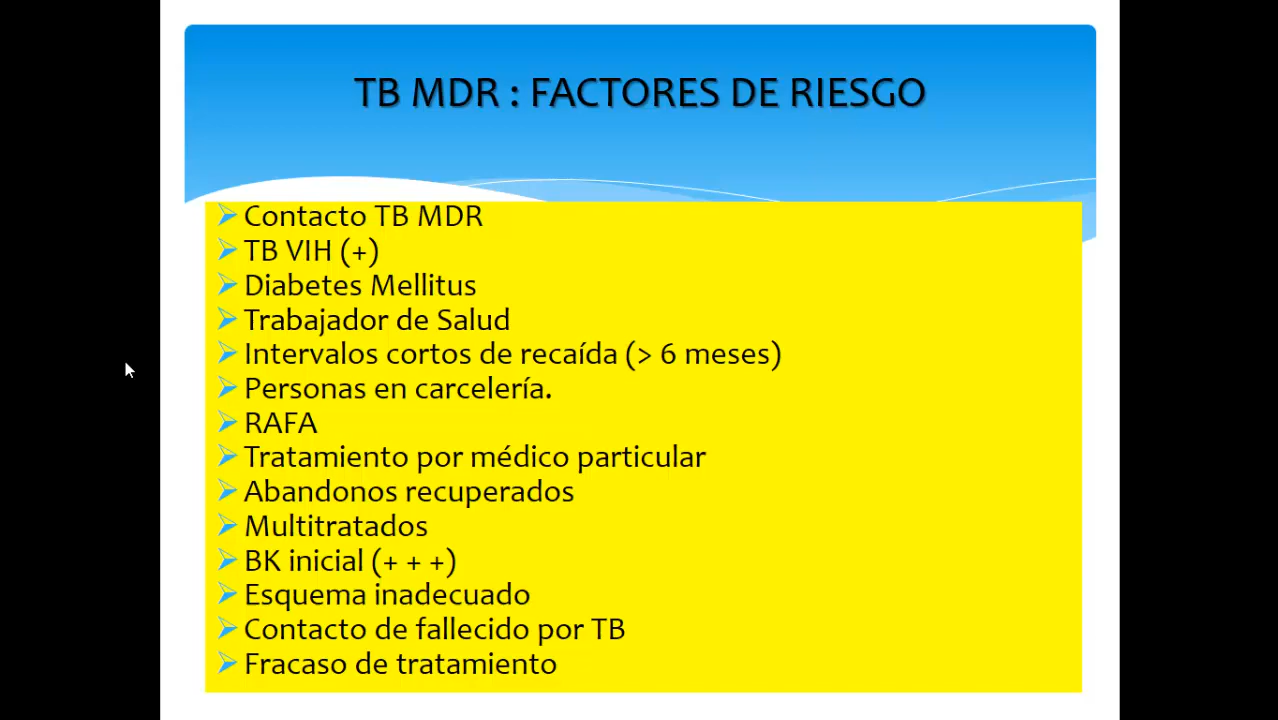 TB MDR : FACTORES DE RIESGO
Contacto TB MDR
TB VIH (+)
Diabetes Mellitus
Trabajador de Salud
Intervalos cortos de recaída (> 6 meses)
Personas en carcelería.
RAFA
Tratamiento por médico particular
Abandonos recuperados
Multitratados
BK inicial (+ + +)
Esquema inadecuado
Contacto de fallecido por TB
Fracaso de tratamiento